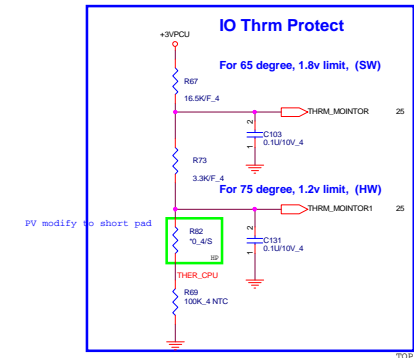 IO Thrm Protect
+3VPCU
For 65 degree, 1.8v limit, (SW)
R67
16.5K/F_4
THRM_MOINTOR 25
2
1
C103
0.1U/10V_4
R73
3.3K/F_4
For 75 degree, 1.2v limit, (HW)
THRM_MOINTOR1 25
PV modify to short pad
R82
*0_4/S
HP
2
1
C131
0.1U/10V_4
THER_CPU
R69
100K_4 NTC
TOP